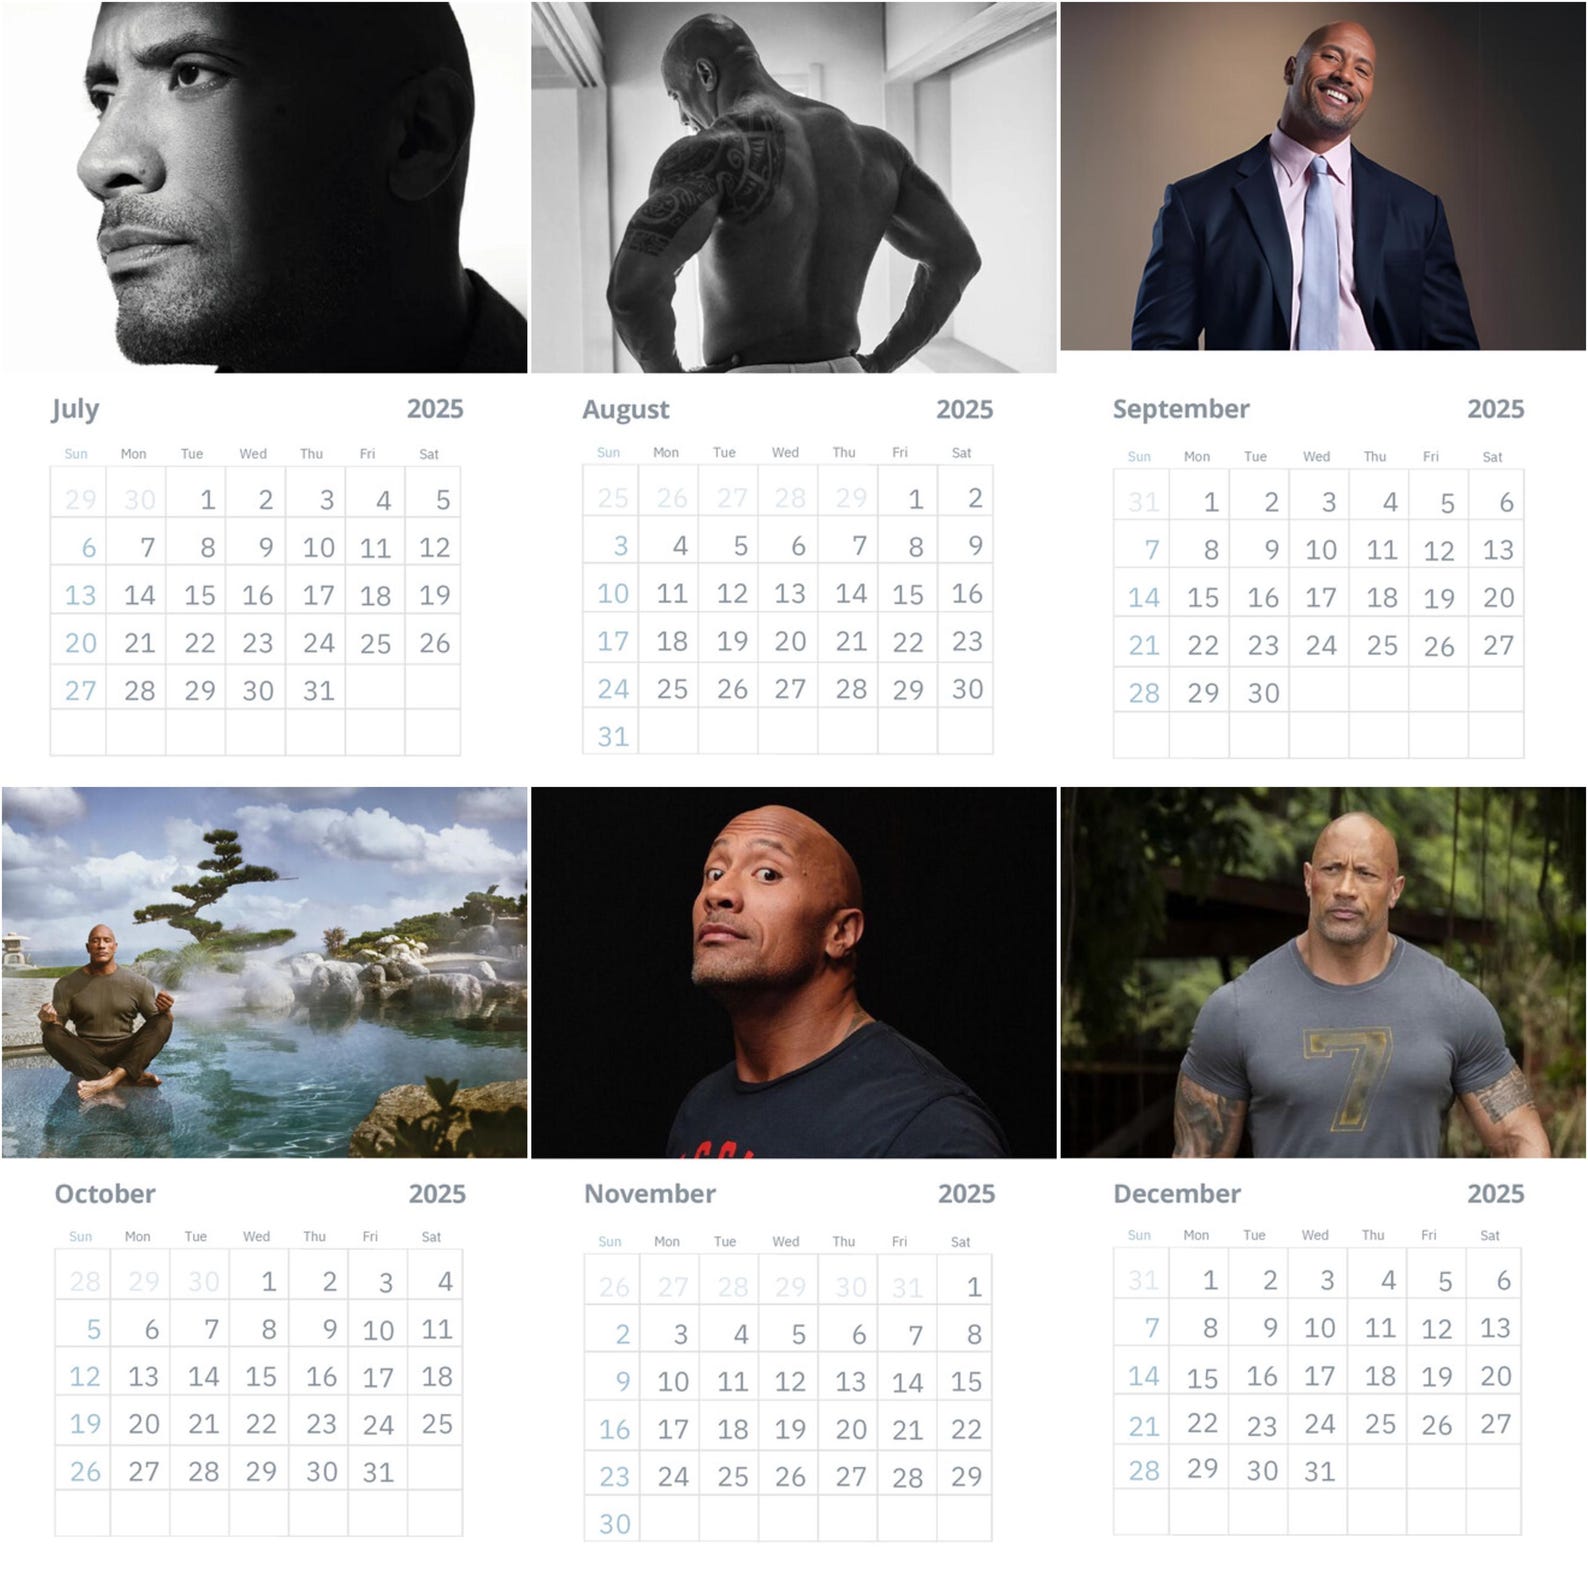 July 2025
Sun Mon Tue Wed Thu Fri Sat
29 30 1 2 3 4 5
6 7 8 9 10 11 12
13 14 15 16 17 18 19
20 21 22 23 24 25 26
27 28 29 30 31
August 2025
Sun Mon Tue Wed Thu Fri Sat
25 26 27 28 29 1 2
3 4 5 6 7 8 9
10 11 12 13 14 15 16
17 18 19 20 21 22 23
24 25 26 27 28 29 30
31
September 2025
Sun Mon Tue Wed Thu Fri Sat
31 1 2 3 4 5 6
7 8 9 10 11 12 13
14 15 16 17 18 19 20
21 22 23 24 25 26 27
28 29 30
7
October 2025
Sun Mon Tue Wed Thu Fri Sat
28 29 30 1 2 3 4
5 6 7 8 9 10 11
12 13 14 15 16 17 18
19 20 21 22 23 24 25
26 27 28 29 30 31
November 2025
Sun Mon Tue Wed Thu Fri Sat
26 27 28 29 30 31 1
2 3 4 5 6 7 8
9 10 11 12 13 14 15
16 17 18 19 20 21 22
23 24 25 26 27 28 29
30
December 2025
Sun Mon Tue Wed Thu Fri Sat
31 1 2 3 4 5 6
7 8 9 10 11 12 13
14 15 16 17 18 19 20
21 22 23 24 25 26 27
28 29 30 31